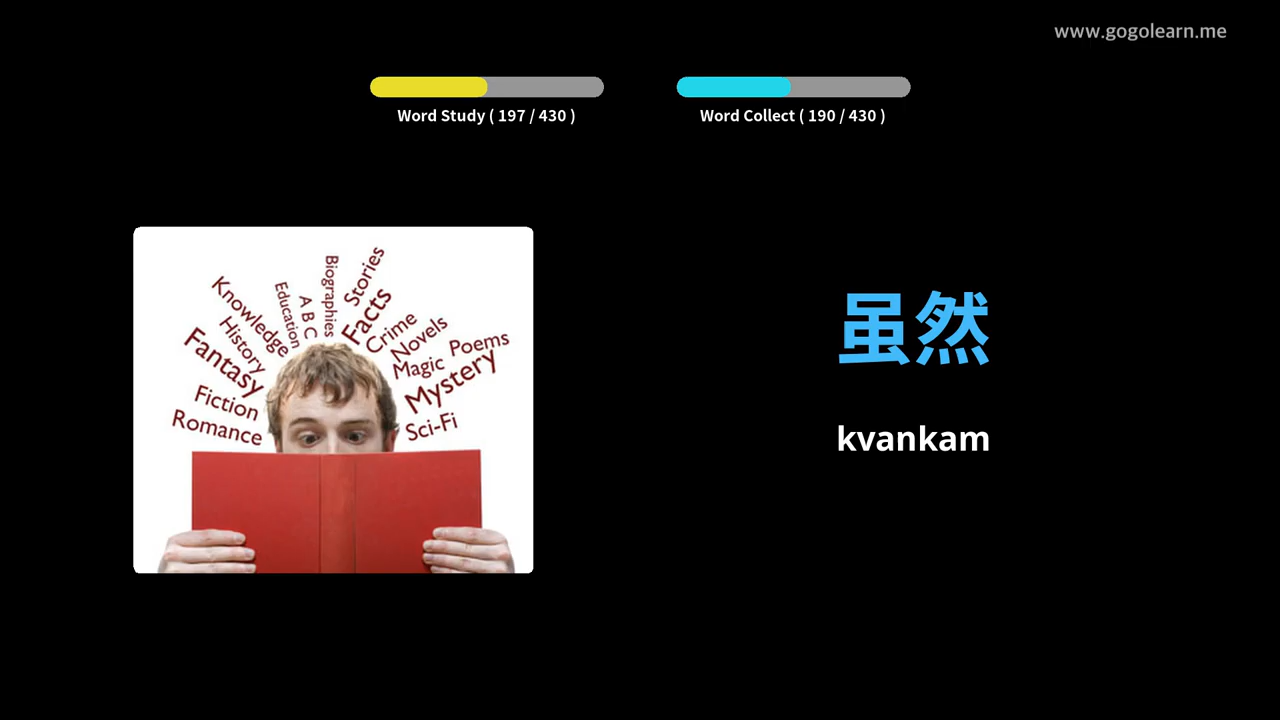 www.gogolearn.me
Word Study ( 197 / 430 )
Word Collect ( 190 / 430 )
Knowledge
History
Fantasy
Fiction
Romance
Education
A B C
Biographies
Stories
Facts
Crime
Novels
Magic
Poems
Mystery
Sci-Fi
虽然
kvankam